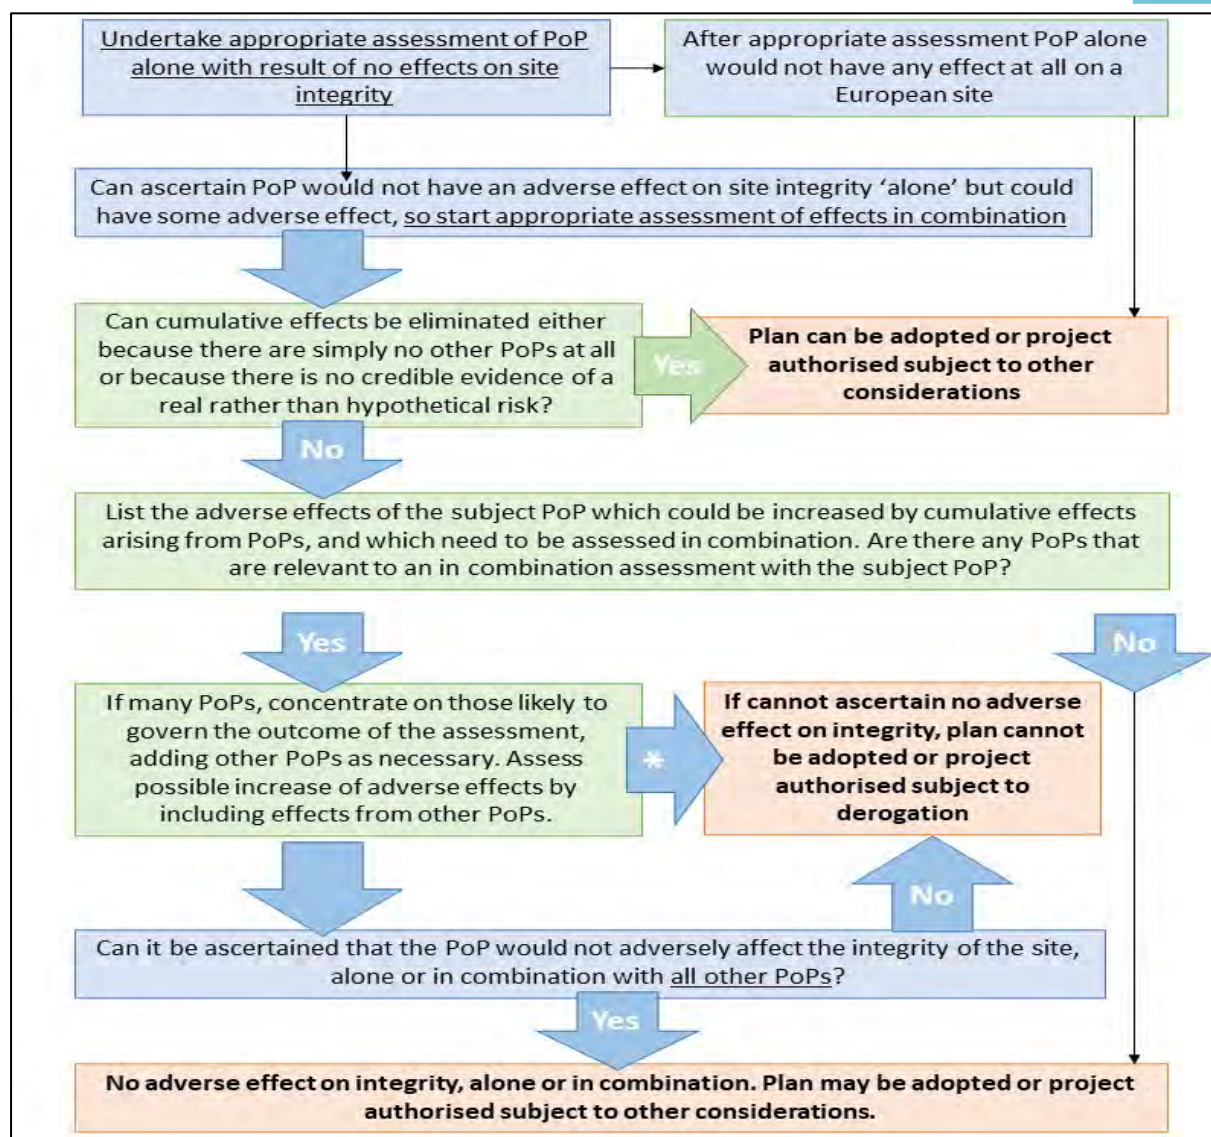 Undertake appropriate assessment of PoP
alone with result of no effects on site
integrity
After appropriate assessment PoP alone
would not have any effect at all on a
European site
Can ascertain PoP would not have an adverse effect on site integrity ‘alone’ but could
have some adverse effect, so start appropriate assessment of effects in combination
Can cumulative effects be eliminated either
because there are simply no other PoPs at all
or because there is no credible evidence of a
real rather than hypothetical risk?
Yes
Plan can be adopted or project
authorised subject to other
considerations
No
List the adverse effects of the subject PoP which could be increased by cumulative effects
arising from PoPs, and which need to be assessed in combination. Are there any PoPs that
are relevant to an in combination assessment with the subject PoP?
Yes
No
If many PoPs, concentrate on those likely to
govern the outcome of the assessment,
adding other PoPs as necessary. Assess
possible increase of adverse effects by
including effects from other PoPs.
*
If cannot ascertain no adverse
effect on integrity, plan cannot
be adopted or project
authorised subject to
derogation
No
Can it be ascertained that the PoP would not adversely affect the integrity of the site,
alone or in combination with all other PoPs?
Yes
No adverse effect on integrity, alone or in combination. Plan may be adopted or project
authorised subject to other considerations.